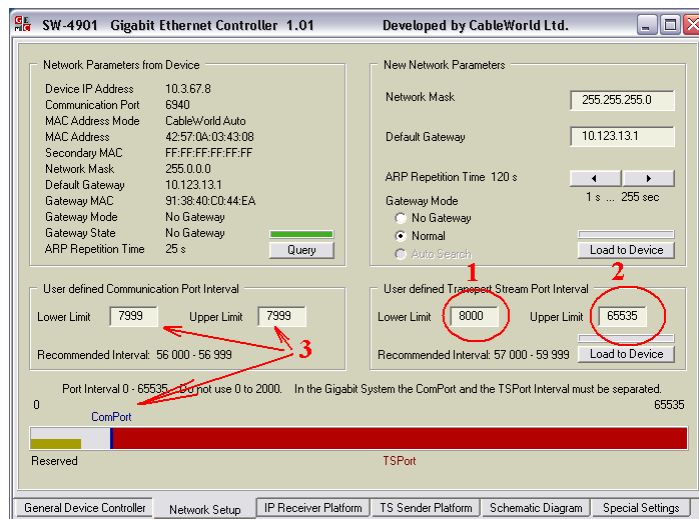 SW-4901 Gigabit Ethernet Controller 1.01 Developed by CableWorld Ltd.
Network Parameters from Device
Device IP Address 10.3.67.8
Communication Port 6940
MAC Address Mode CableWorld Auto
MAC Address 42:57:0A:03:43:08
Secondary MAC FF:FF:FF:FF:FF:FF
Network Mask 255.0.0.0
Default Gateway 10.123.13.1
Gateway MAC 91:38:40:C0:44:EA
Gateway Mode No Gateway
Gateway State No Gateway
ARP Repetition Time 25 s Query
New Network Parameters
Network Mask 255.255.255.0
Default Gateway 10.123.13.1
ARP Repetition Time 120 s
Gateway Mode 1 s ... 255 sec
No Gateway
Normal
Auto Search Load to Device
1 2
User defined Communication Port Interval
Lower Limit 7999 Upper Limit 7999
3
Recommended Interval: 56 000 - 56 999
User defined Transport Stream Port Interval
Lower Limit 8000 Upper Limit 65535
Recommended Interval: 57 000 - 59 999 Load to Device
Port Interval 0 - 65535 Do not use 0 to 2000. In the Gigabit System the ComPort and the TSPort Interval must be separated.
0 65535
ComPort
Reserved TSPort
General Device Controller Network Setup IP Receiver Platform TS Sender Platform Schematic Diagram Special Settings